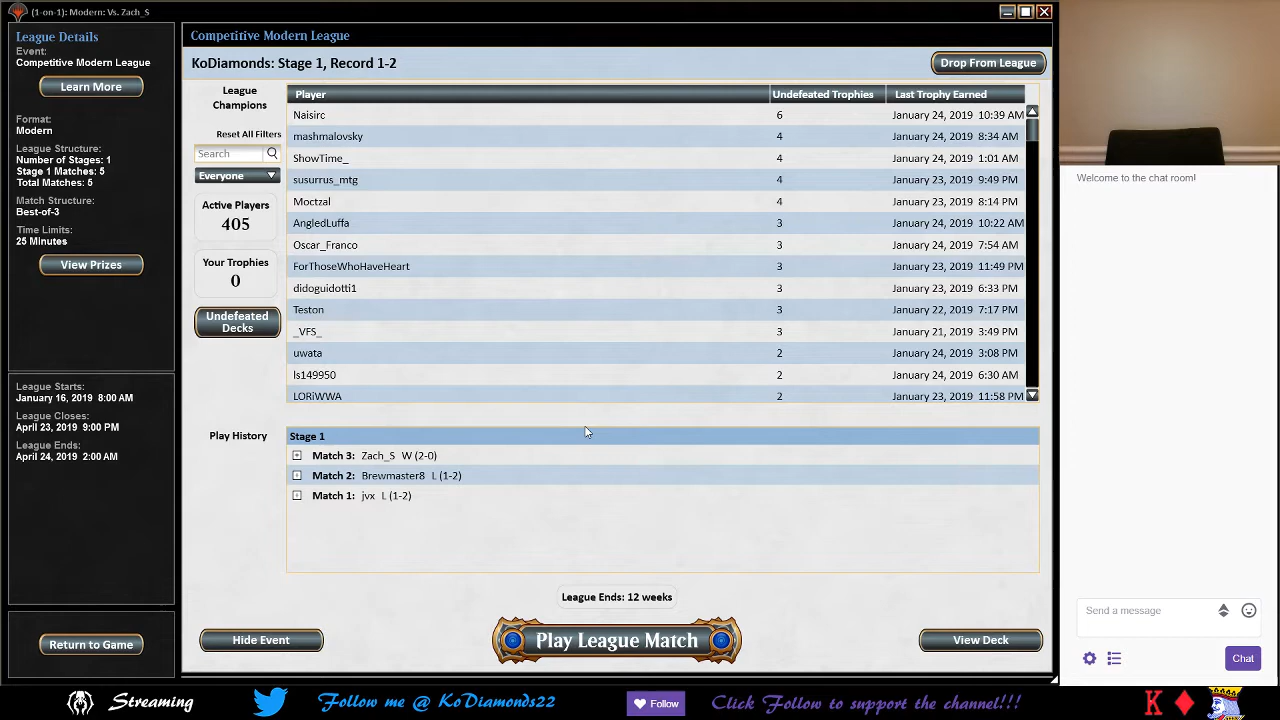 (1-on-1): Modern: Vs. Zach_S
League Details
Event:
Competitive Modern League
Learn More
Format:
Modern
League Structure:
Number of Stages: 1
Stage 1 Matches: 5
Total Matches: 5
Match Structure:
Best-of-3
Time Limits:
25 Minutes
View Prizes
League Starts:
January 16, 2019 8:00 AM
League Closes:
April 23, 2019 9:00 PM
League Ends:
April 24, 2019 2:00 AM
Return to Game
Competitive Modern League
KoDiamonds: Stage 1, Record 1-2
Drop From League
League
Champions
Reset All Filters
Search
Everyone
Active Players
405
Your Trophies
0
Undefeated
Decks
Player Undefeated Trophies Last Trophy Earned
Naisirc 6 January 24, 2019 10:39 AM
mashmalovsky 4 January 24, 2019 8:34 AM
ShowTime_ 4 January 24, 2019 1:01 AM
susurrus_mtg 4 January 23, 2019 9:49 PM
Moctzal 4 January 23, 2019 8:14 PM
AngledLuffa 3 January 24, 2019 10:22 AM
Oscar_Franco 3 January 24, 2019 7:54 AM
ForThoseWhoHaveHeart 3 January 23, 2019 11:49 PM
didoguidotti1 3 January 23, 2019 6:33 PM
Teston 3 January 22, 2019 7:17 PM
_VFS_ 3 January 21, 2019 3:49 PM
uwata 2 January 24, 2019 3:08 PM
ls149950 2 January 24, 2019 6:30 AM
LORiWWA 2 January 23, 2019 11:58 PM
Play History
Stage 1
Match 3: Zach_S W (2-0)
Match 2: Brewmaster8 L (1-2)
Match 1: jvx L (1-2)
League Ends: 12 weeks
Hide Event
Play League Match
View Deck
Welcome to the chat room!
Send a message
Chat
Streaming
Follow me @ KoDiamonds22
Follow
Click Follow to support the channel!!!
K